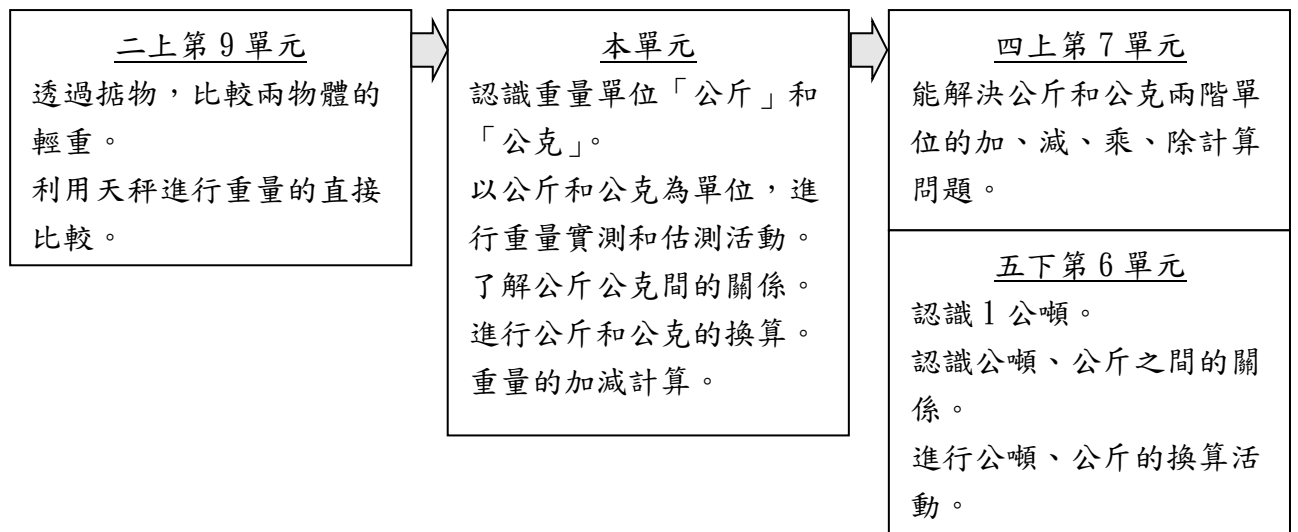 二上第 9 單元
透過掂物，比較兩物體的
輕重。
利用天秤進行重量的直接
比較。
本單元
認識重量單位「公斤」和
「公克」。
以公斤和公克為單位，進
行重量實測和估測活動。
了解公斤公克間的關係。
進行公斤和公克的換算。
重量的加減計算。
四上第 7 單元
能解決公斤和公克兩階單
位的加、減、乘、除計算
問題。
五下第 6 單元
認識 1 公噸。
認識公噸、公斤之間的關
係。
進行公噸、公斤的換算活
動。